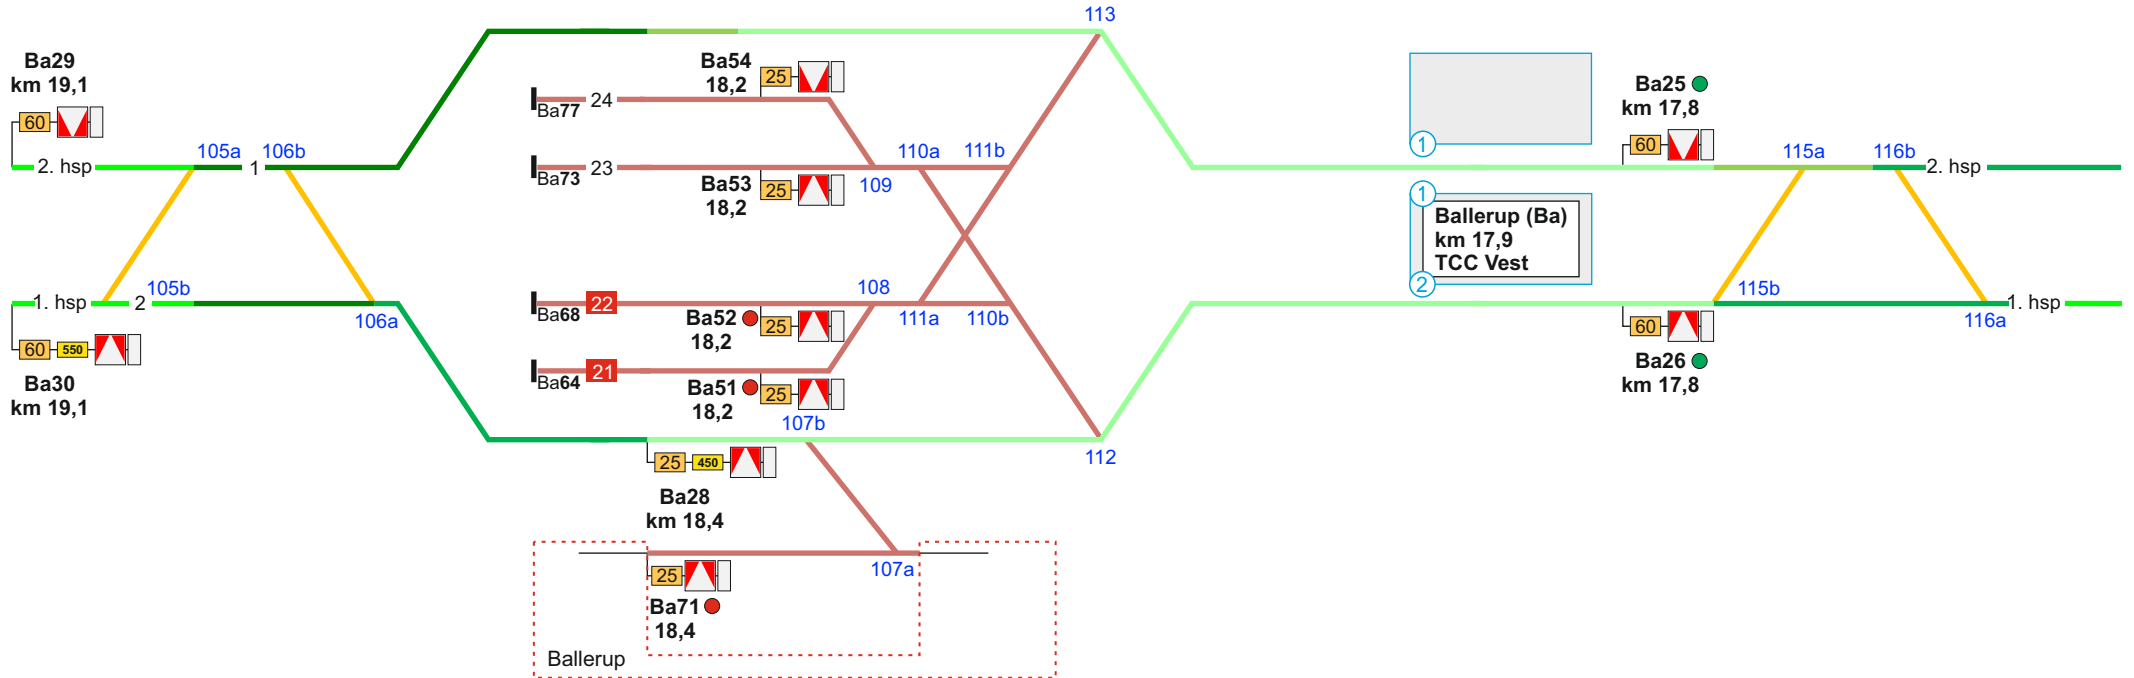 113
Ba29
km 19,1
60
105a 106b
2. hsp
1
Ba54
18,2
25
Ba77
24
110a 111b
Ba73
23
Ba53
18,2
25
109
1
Ba25
km 17,8
60
115a 116b
2. hsp
1
Ballerup (Ba)
km 17,9
TCC Vest
2
1. hsp
2
105b
106a
60
550
Ba30
km 19,1
Ba68
22
Ba52
18,2
25
108
111a
110b
Ba64
21
Ba51
18,2
25
107b
112
115b
116a
1. hsp
60
Ba26
km 17,8
25
450
Ba28
km 18,4
107a
25
Ba71
18,4
Ballerup